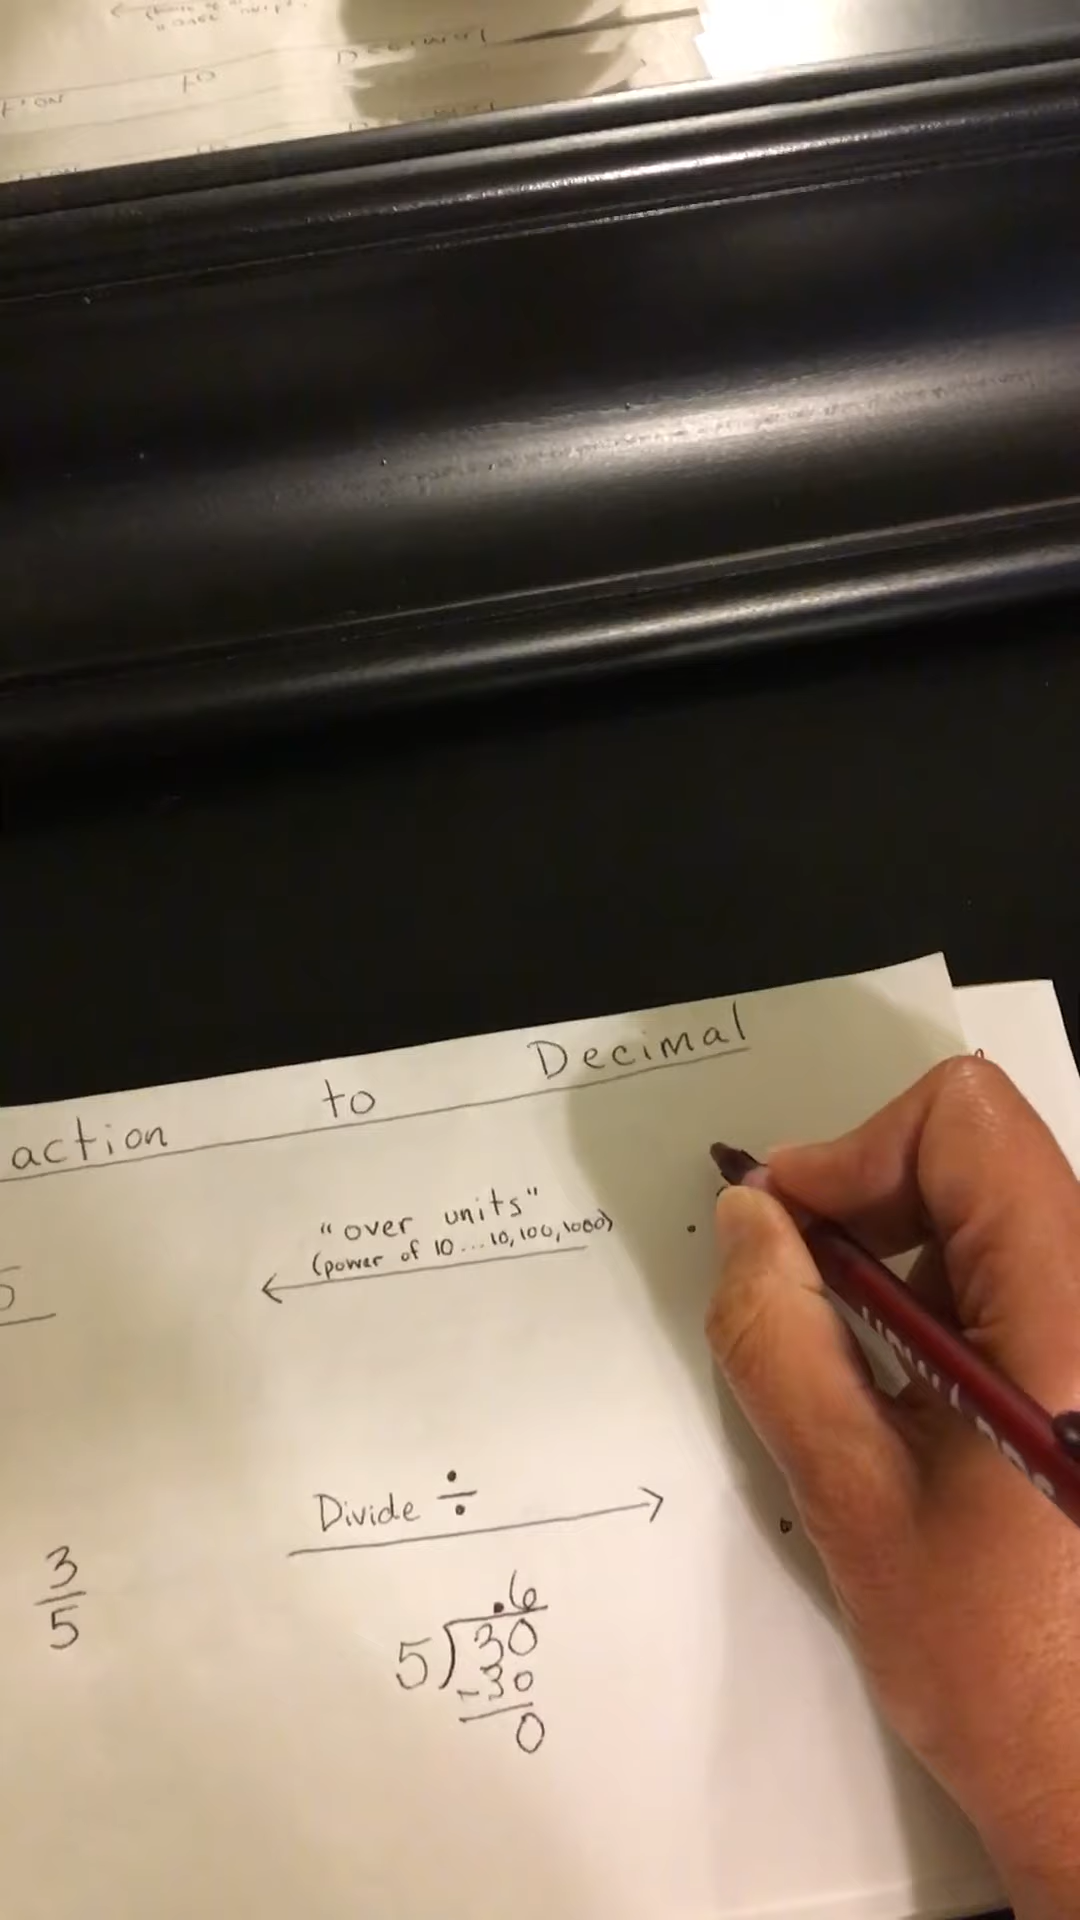 action to Decimal
"over units"
(power of 10...10,100,1000)
5
Divide ÷
3
5
.6
5)30
-30
0